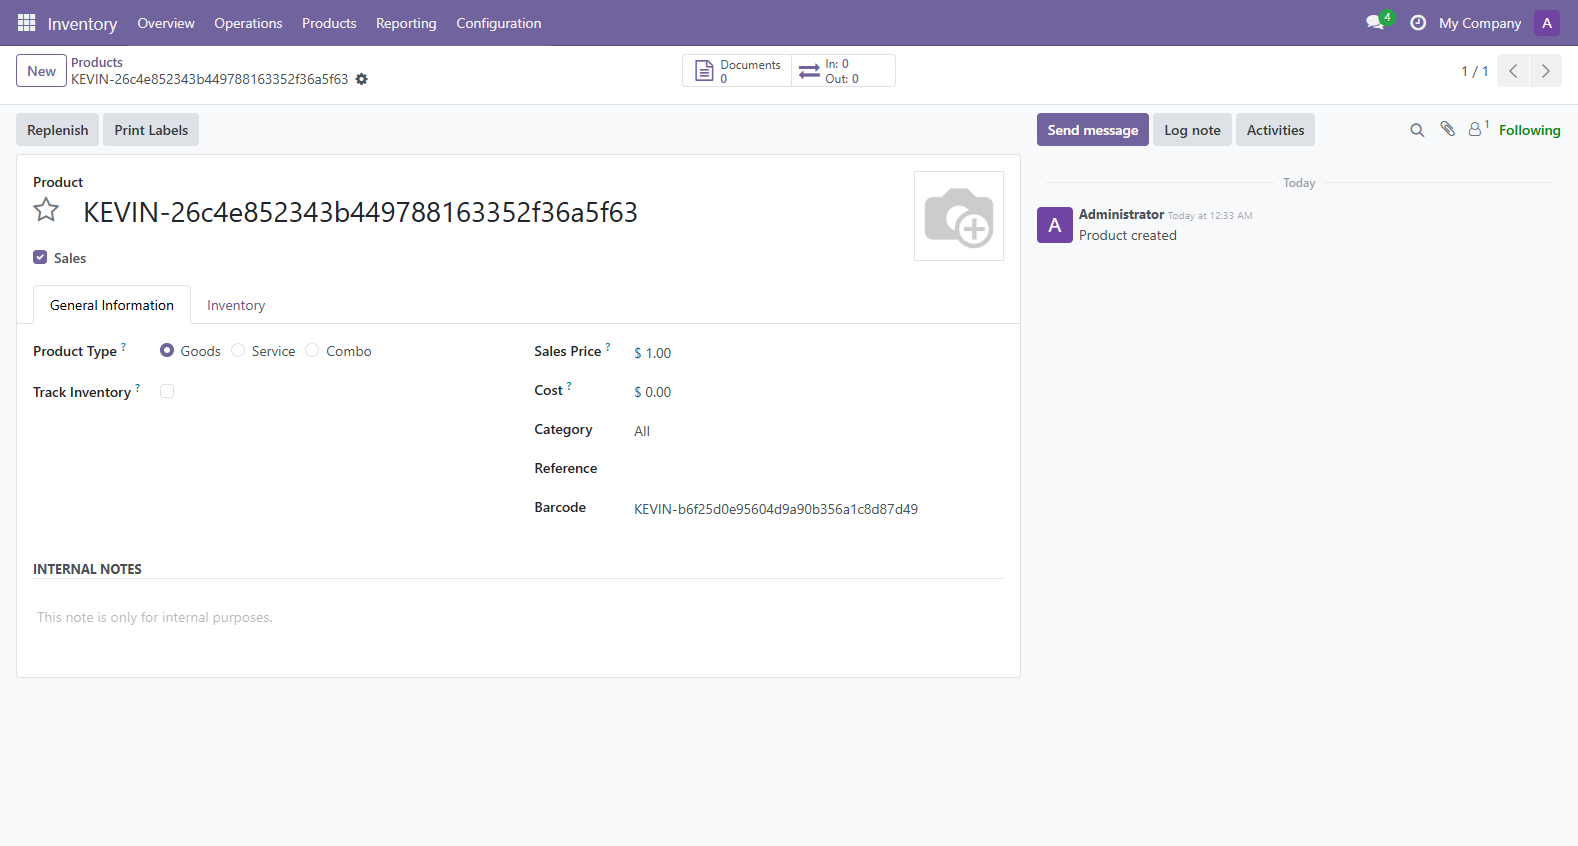 Inventory Overview Operations Products Reporting Configuration 4 My Company A
New Products
KEVIN-26c4e852343b449788163352f36a5f63
Documents 0
In: 0
Out: 0
1 / 1
Replenish Print Labels
Send message Log note Activities 1 Following
Product
KEVIN-26c4e852343b449788163352f36a5f63
Sales
General Information Inventory
Product Type ? Goods Service Combo
Track Inventory ?
Sales Price ? $ 1.00
Cost ? $ 0.00
Category All
Reference
Barcode KEVIN-b6f25d0e95604d9a90b356a1c8d87d49
INTERNAL NOTES
This note is only for internal purposes.
Today
A Administrator Today at 12:33 AM
Product created